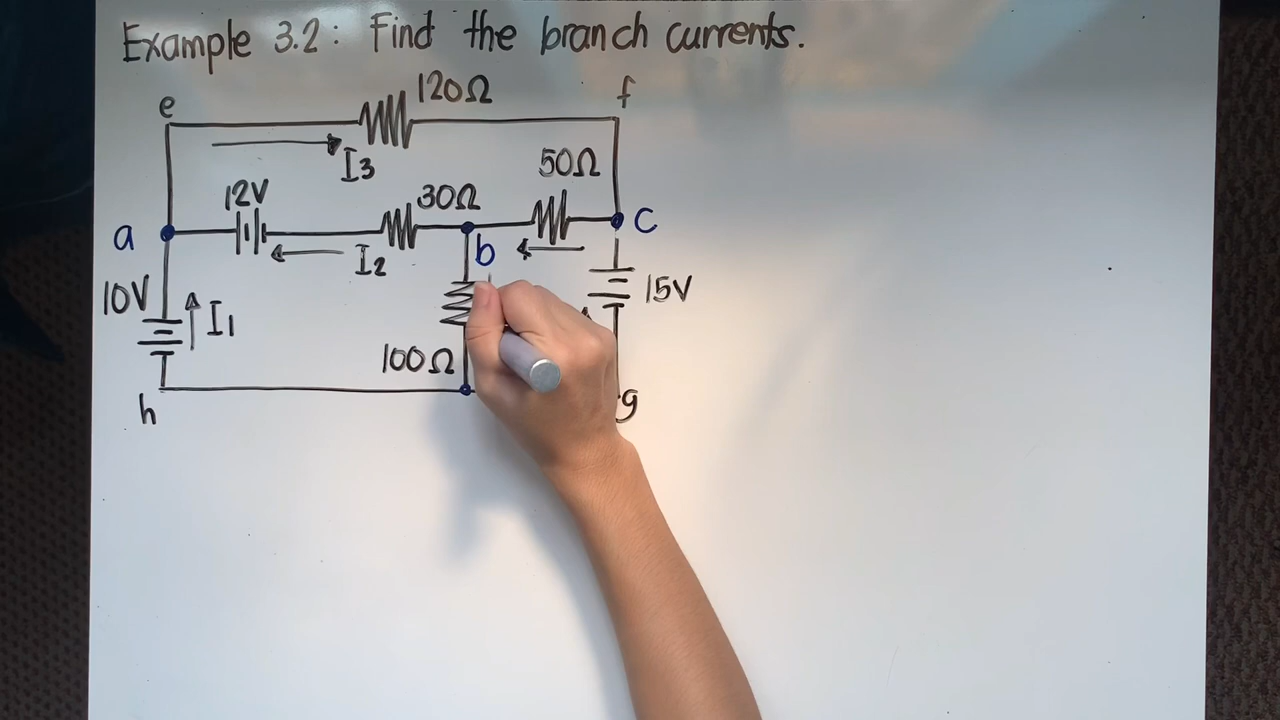 Example 3.2: Find the branch currents.
e 120Ω f
I3 50Ω
12V 30Ω
a I2 b c
10V I1 15V
100Ω
h g